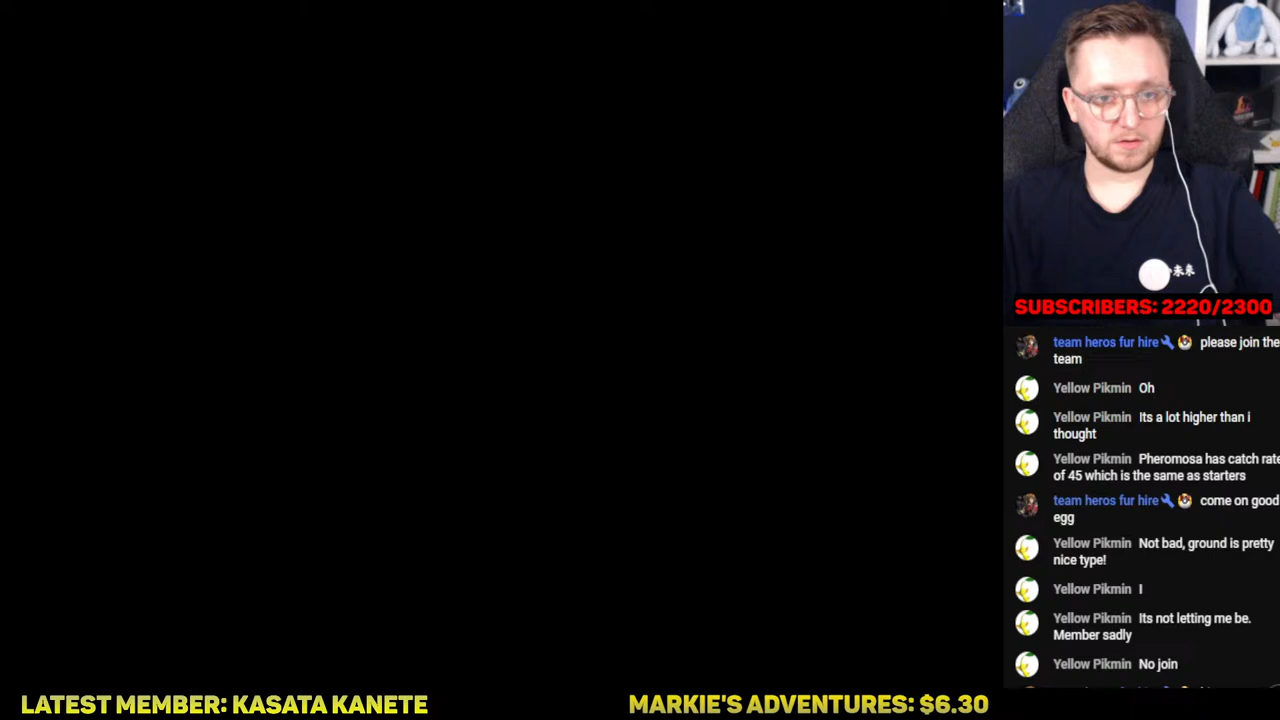 未来
SUBSCRIBERS: 2220/2300
team heros fur hire please join the
team
Yellow Pikmin Oh
Yellow Pikmin Its a lot higher than i
thought
Yellow Pikmin Pheromosa has catch rate
of 45 which is the same as starters
team heros fur hire come on good
egg
Yellow Pikmin Not bad, ground is pretty
nice type!
Yellow Pikmin I
Yellow Pikmin Its not letting me be.
Member sadly
Yellow Pikmin No join
LATEST MEMBER: KASATA KANETE
MARKIE'S ADVENTURES: $6.30